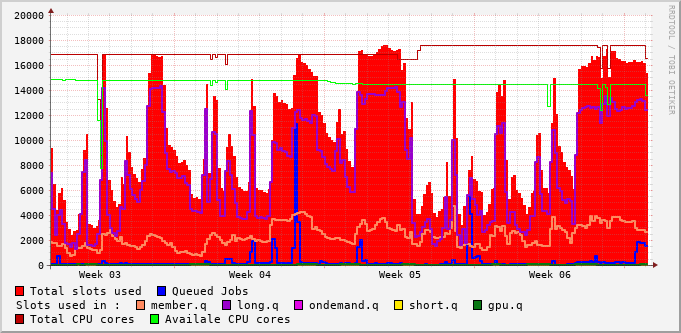 RRDTOOL / TOBI OETIKER
20000
18000
16000
14000
12000
10000
8000
6000
4000
2000
0
Week 03 Week 04 Week 05 Week 06
Total slots used Queued Jobs
Slots used in : member.q long.q ondemand.q short.q gpu.q
Total CPU cores Availale CPU cores